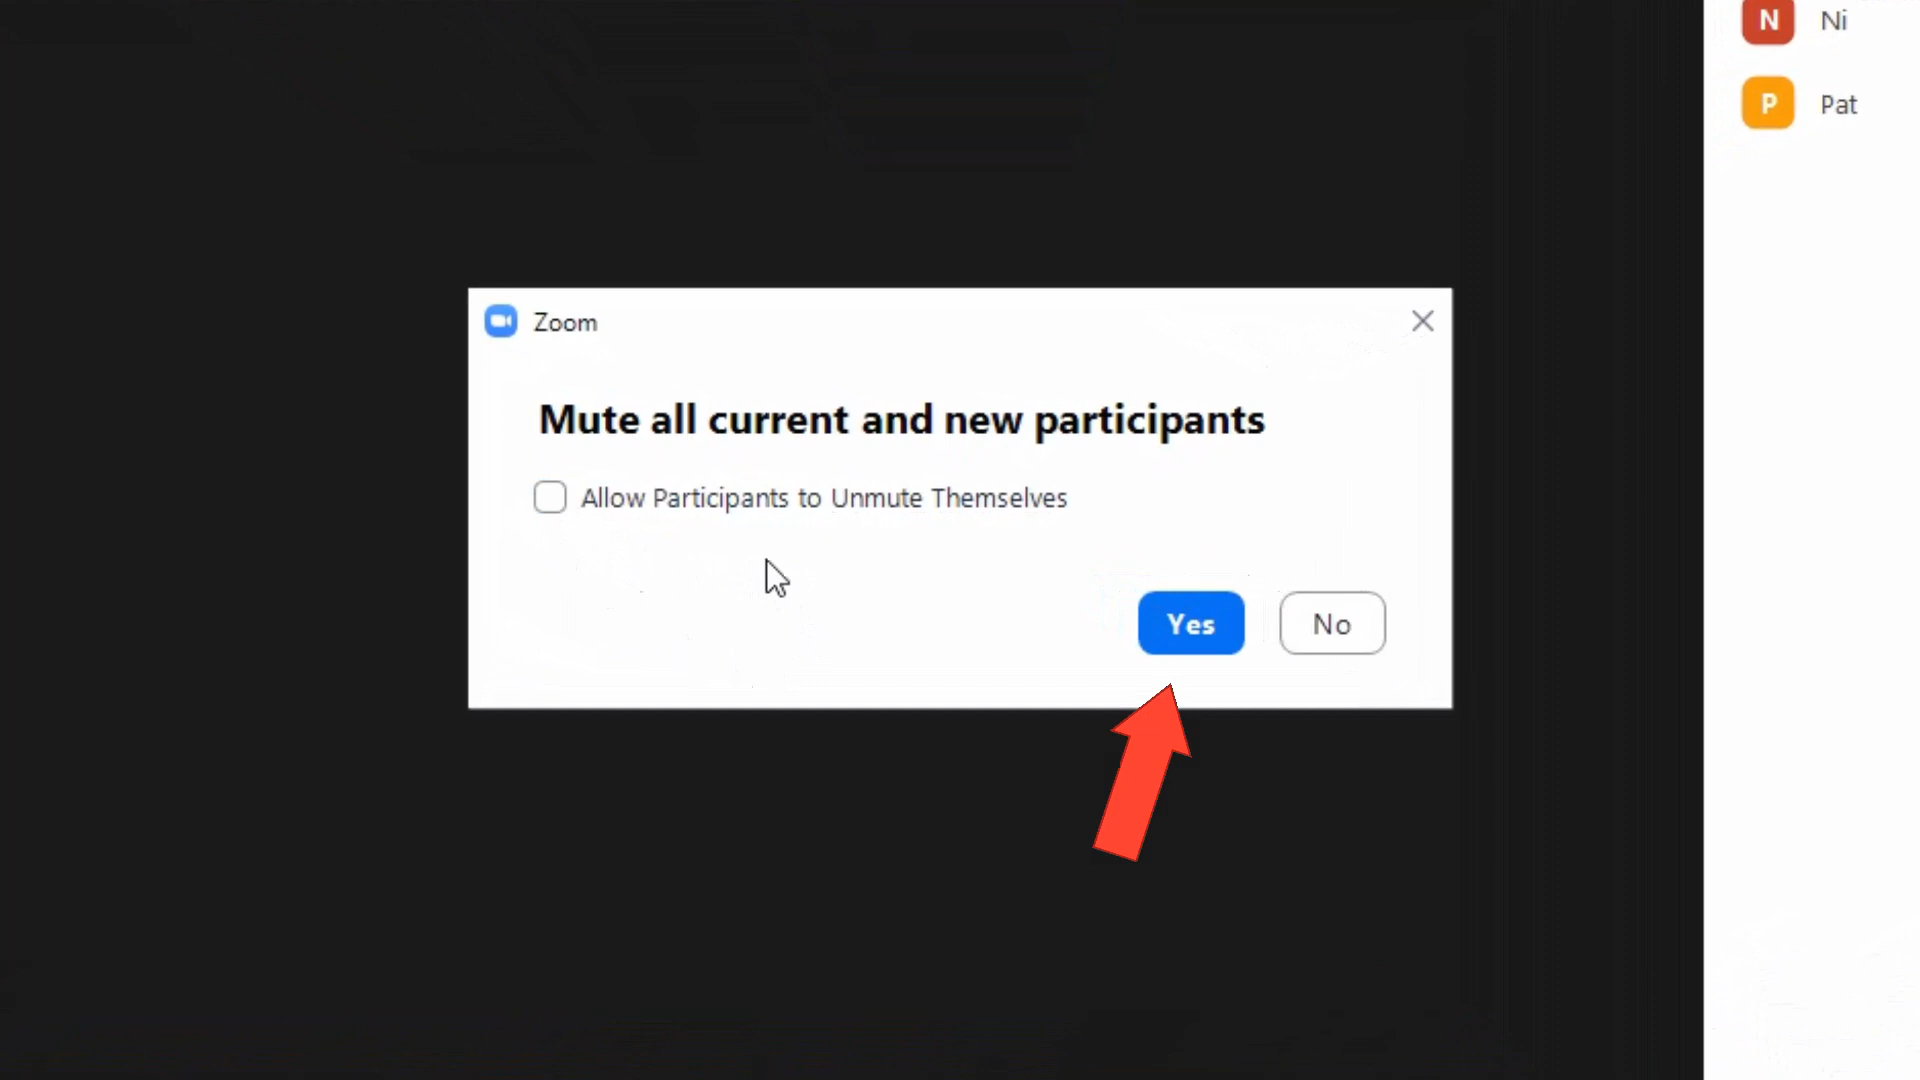 N Ni
P Pat
Zoom
Mute all current and new participants
Allow Participants to Unmute Themselves
Yes No